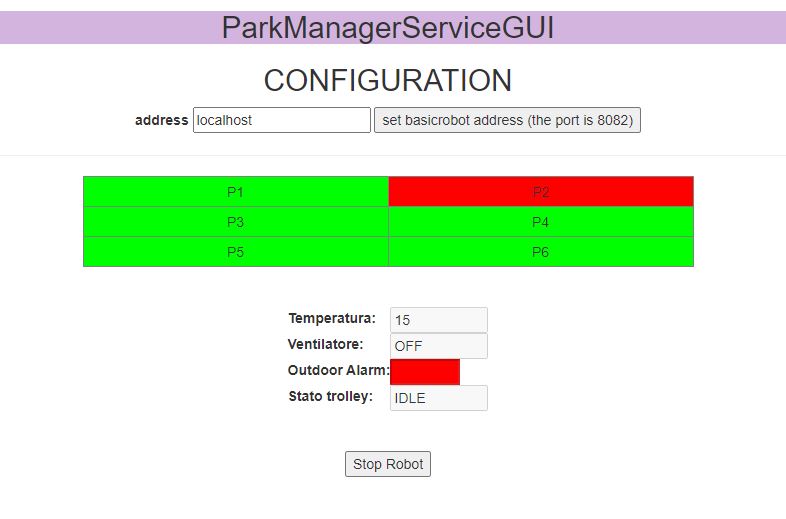 ParkManagerServiceGUI
CONFIGURATION
address localhost set basicrobot address (the port is 8082)
P1 P2
P3 P4
P5 P6
Temperatura: 15
Ventilatore: OFF
Outdoor Alarm:
Stato trolley: IDLE
Stop Robot